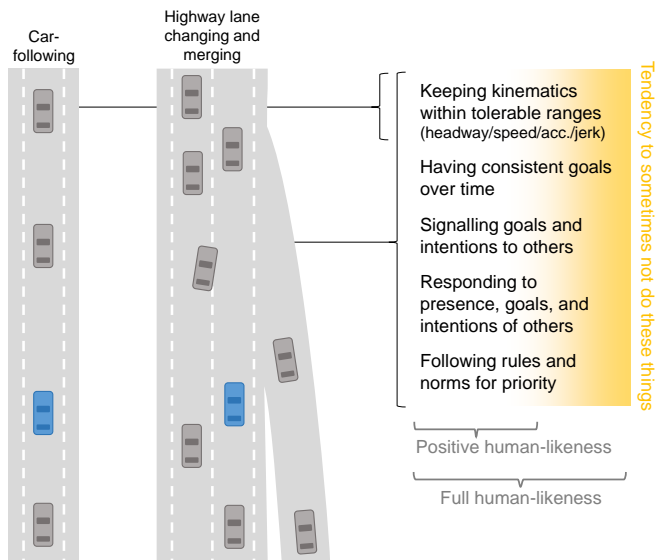 Car-
following
Highway lane
changing and
merging
Keeping kinematics
within tolerable ranges
(headway/speed/acc./jerk)
Having consistent goals
over time
Signalling goals and
intentions to others
Responding to
presence, goals, and
intentions of others
Following rules and
norms for priority
Tendency to sometimes not do these things
Positive human-likeness
Full human-likeness